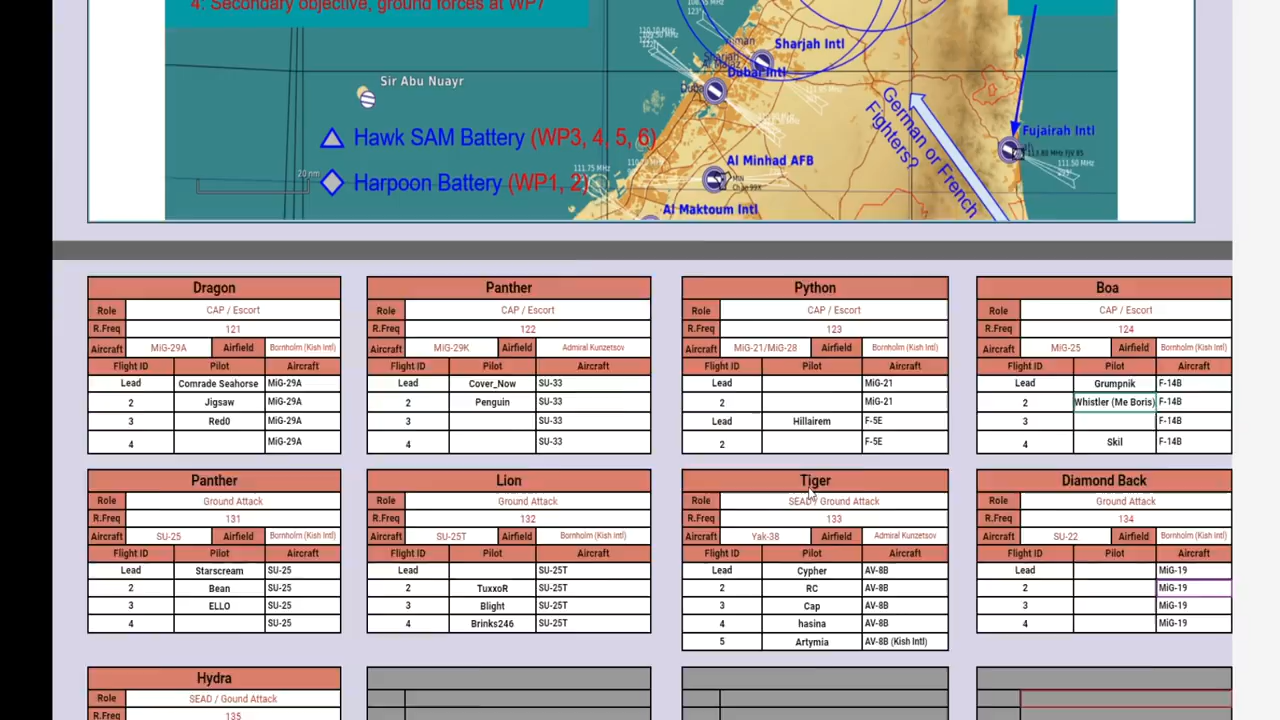 4: Secondary objective, ground forces at WP7
Sharjah Intl
Dubai Intl
Sir Abu Nuayr
German or French
Fighters?
Fujairah Intl
Hawk SAM Battery (WP3, 4, 5, 6)
Al Minhad AFB
20 nm
111.75 MHz
111.50 MHz
Harpoon Battery (WP1, 2)
Al Maktoum Intl
Dragon
Role CAP / Escort
R.Freq 121
Aircraft MiG-29A Airfield Bornholm (Kish Intl)
Flight ID Pilot Aircraft
Lead Comrade Seahorse MiG-29A
2 Jigsaw MiG-29A
3 Red0 MiG-29A
4 MiG-29A
Panther
Role CAP / Escort
R.Freq 122
Aircraft MiG-29K Airfield Admiral Kunzetsov
Flight ID Pilot Aircraft
Lead Cover_Now SU-33
2 Penguin SU-33
3 SU-33
4 SU-33
Python
Role CAP / Escort
R.Freq 123
Aircraft MiG-21/MiG-28 Airfield Bornholm (Kish Intl)
Flight ID Pilot Aircraft
Lead MiG-21
2 MiG-21
Lead Hillairem F-5E
2 F-5E
Boa
Role CAP / Escort
R.Freq 124
Aircraft MiG-25 Airfield Bornholm (Kish Intl)
Flight ID Pilot Aircraft
Lead Grumpnik F-14B
2 Whistler (Me Boris) F-14B
3 F-14B
4 Skil F-14B
Panther
Role Ground Attack
R.Freq 131
Aircraft SU-25 Airfield Bornholm (Kish Intl)
Flight ID Pilot Aircraft
Lead Starscream SU-25
2 Bean SU-25
3 ELLO SU-25
4 SU-25
Lion
Role Ground Attack
R.Freq 132
Aircraft SU-25T Airfield Bornholm (Kish Intl)
Flight ID Pilot Aircraft
Lead SU-25T
2 TuxxoR SU-25T
3 Blight SU-25T
4 Brinks246 SU-25T
Tiger
Role SEAD / Ground Attack
R.Freq 133
Aircraft Yak-38 Airfield Admiral Kunzetsov
Flight ID Pilot Aircraft
Lead Cypher AV-8B
2 RC AV-8B
3 Cap AV-8B
4 hasina AV-8B
5 Artymia AV-8B (Kish Intl)
Diamond Back
Role Ground Attack
R.Freq 134
Aircraft SU-22 Airfield Bornholm (Kish Intl)
Flight ID Pilot Aircraft
Lead MiG-19
2 MiG-19
3 MiG-19
4 MiG-19
Hydra
Role SEAD / Gound Attack
R.Freq 135